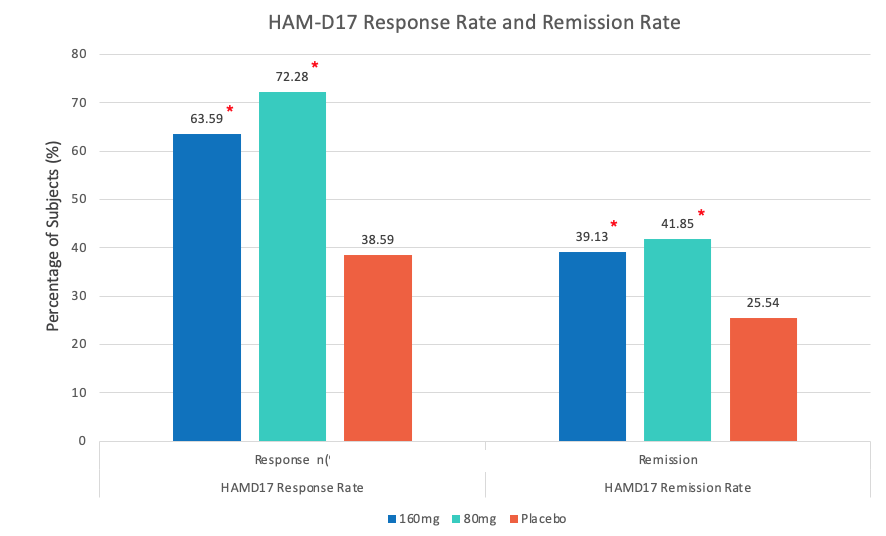 HAM-D17 Response Rate and Remission Rate
Percentage of Subjects (%)
80
70
60
50
40
30
20
10
0
63.59 *
72.28 *
38.59
39.13 *
41.85 *
25.54
Response n(
Remission
HAMD17 Response Rate
HAMD17 Remission Rate
160mg 80mg Placebo